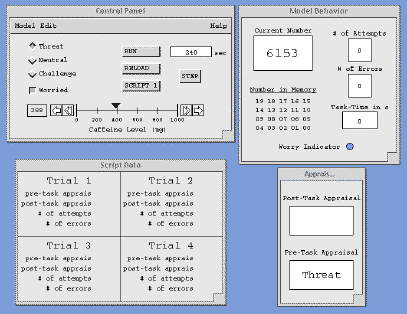 Control Panel
Model Edit Help
Threat
Neutral
Challenge
Worried
RUN
RELOAD
SCRIPT 1
240 sec
STEP
388
0 200 400 600 800 1,000
Caffeine Level (mg)
Model Behavior
Current Number
6153
# of Attempts
0
# of Errors
0
Task-Time in s
0
Number in Memory
19 18 17 16 15
14 13 12 11 10
09 08 07 06 05
04 03 02 01 00
Worry Indicator
Script Data
Trial 1
pre-task apprais
post-task apprais
# of attempts
# of errors
Trial 2
pre-task apprais
post-task apprais
# of attempts
# of errors
Trial 3
pre-task apprais
post-task apprais
# of attempts
# of errors
Trial 4
pre-task apprais
post-task apprais
# of attempts
# of errors
Apprais...
Post-Task Appraisal
Pre-Task Appraisal
Threat